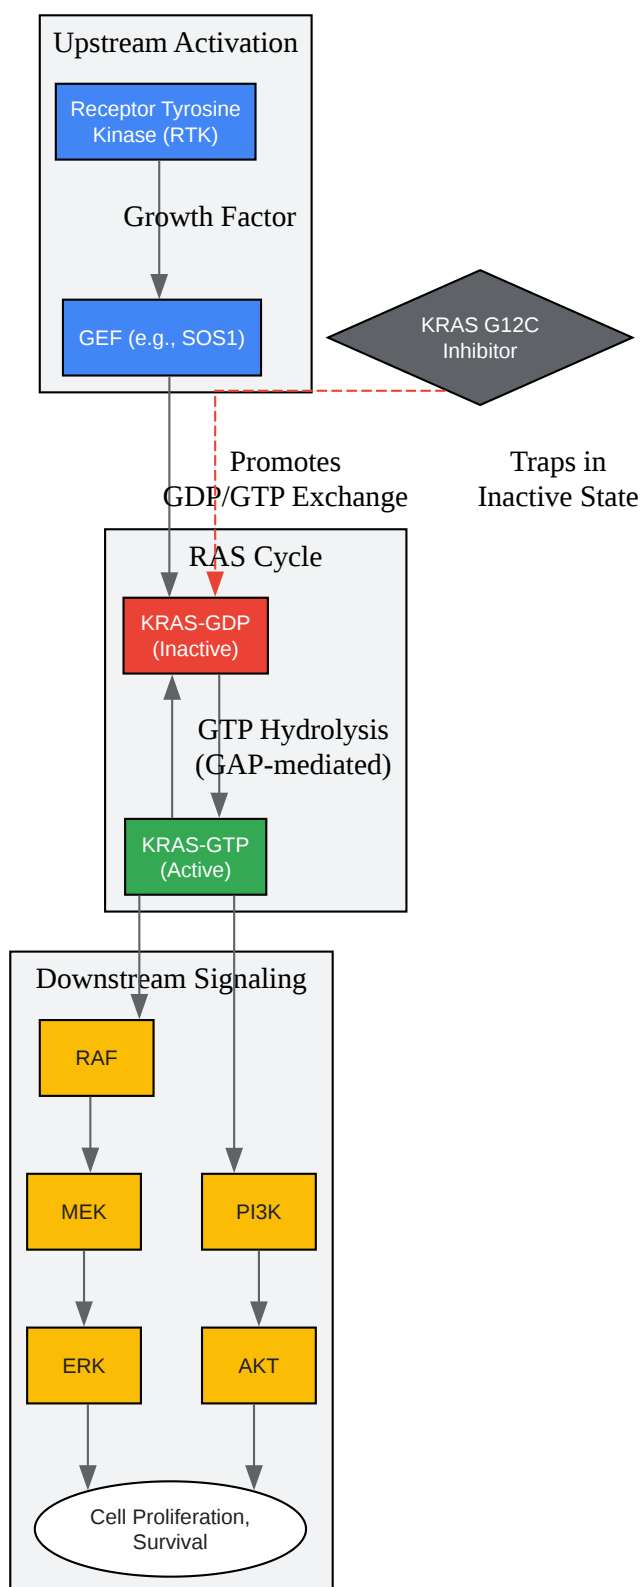 Upstream Activation
Receptor Tyrosine
Kinase (RTK)
Growth Factor
GEF (e.g., SOS1)
KRAS G12C
Inhibitor
Promotes
GDP/GTP Exchange
Traps in
Inactive State
RAS Cycle
KRAS-GDP
(Inactive)
GTP Hydrolysis
(GAP-mediated)
KRAS-GTP
(Active)
Downstream Signaling
RAF
MEK
PI3K
ERK
AKT
Cell Proliferation,
Survival